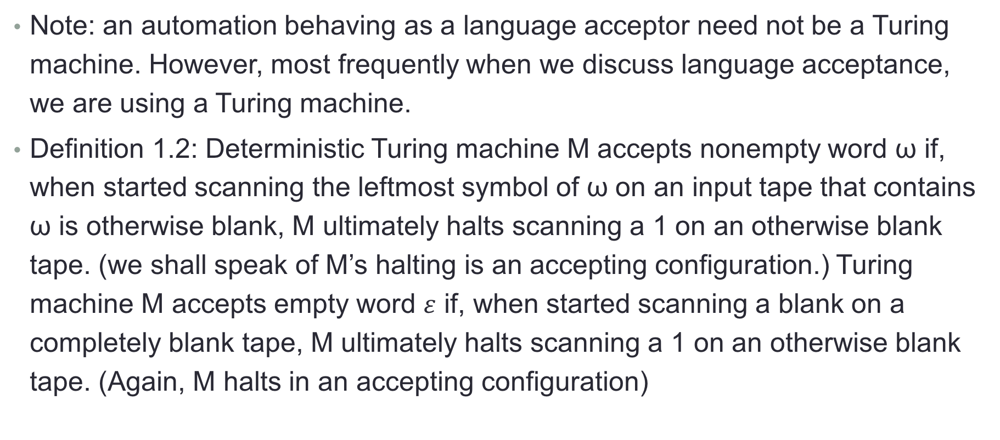 • Note: an automation behaving as a language acceptor need not be a Turing
machine. However, most frequently when we discuss language acceptance,
we are using a Turing machine.
• Definition 1.2: Deterministic Turing machine M accepts nonempty word ω if,
when started scanning the leftmost symbol of ω on an input tape that contains
ω is otherwise blank, M ultimately halts scanning a 1 on an otherwise blank
tape. (we shall speak of M’s halting is an accepting configuration.) Turing
machine M accepts empty word 𝜀 if, when started scanning a blank on a
completely blank tape, M ultimately halts scanning a 1 on an otherwise blank
tape. (Again, M halts in an accepting configuration)